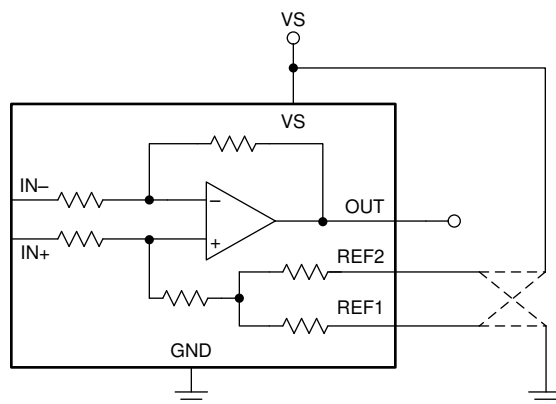 VS
VS
IN–
–
OUT
+
IN+
REF2
REF1
GND